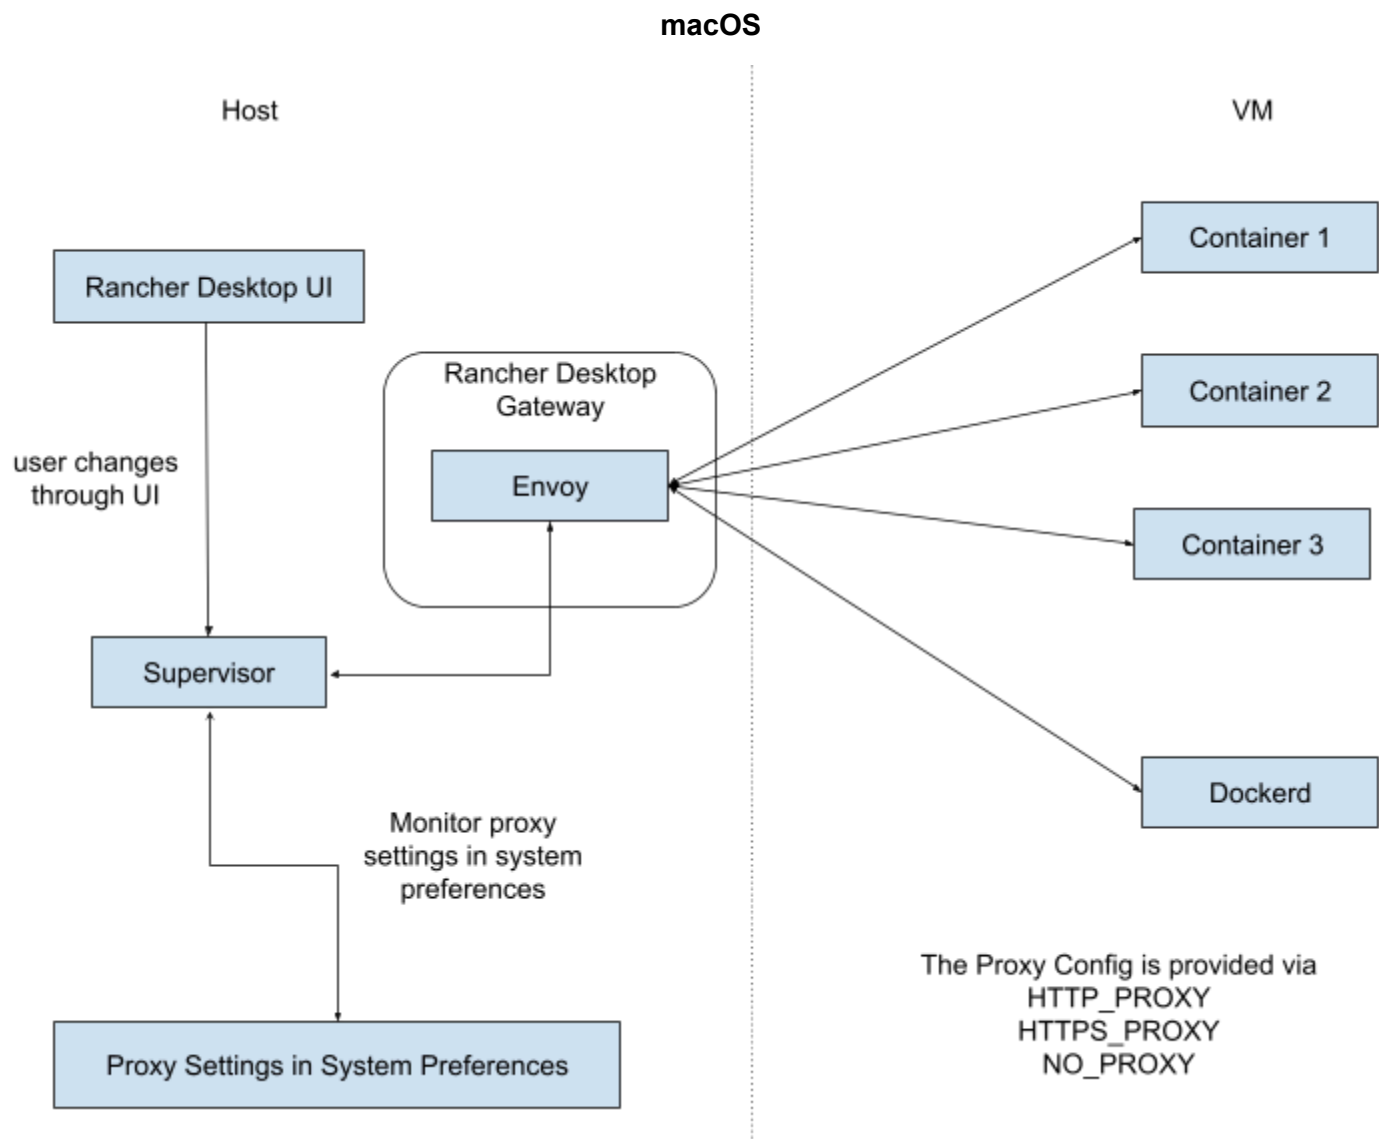 macOS
Host
VM
Rancher Desktop UI
Container 1
Rancher Desktop
Gateway
Container 2
user changes
through UI
Envoy
Container 3
Supervisor
Dockerd
Monitor proxy
settings in system
preferences
The Proxy Config is provided via
HTTP_PROXY
HTTPS_PROXY
NO_PROXY
Proxy Settings in System Preferences